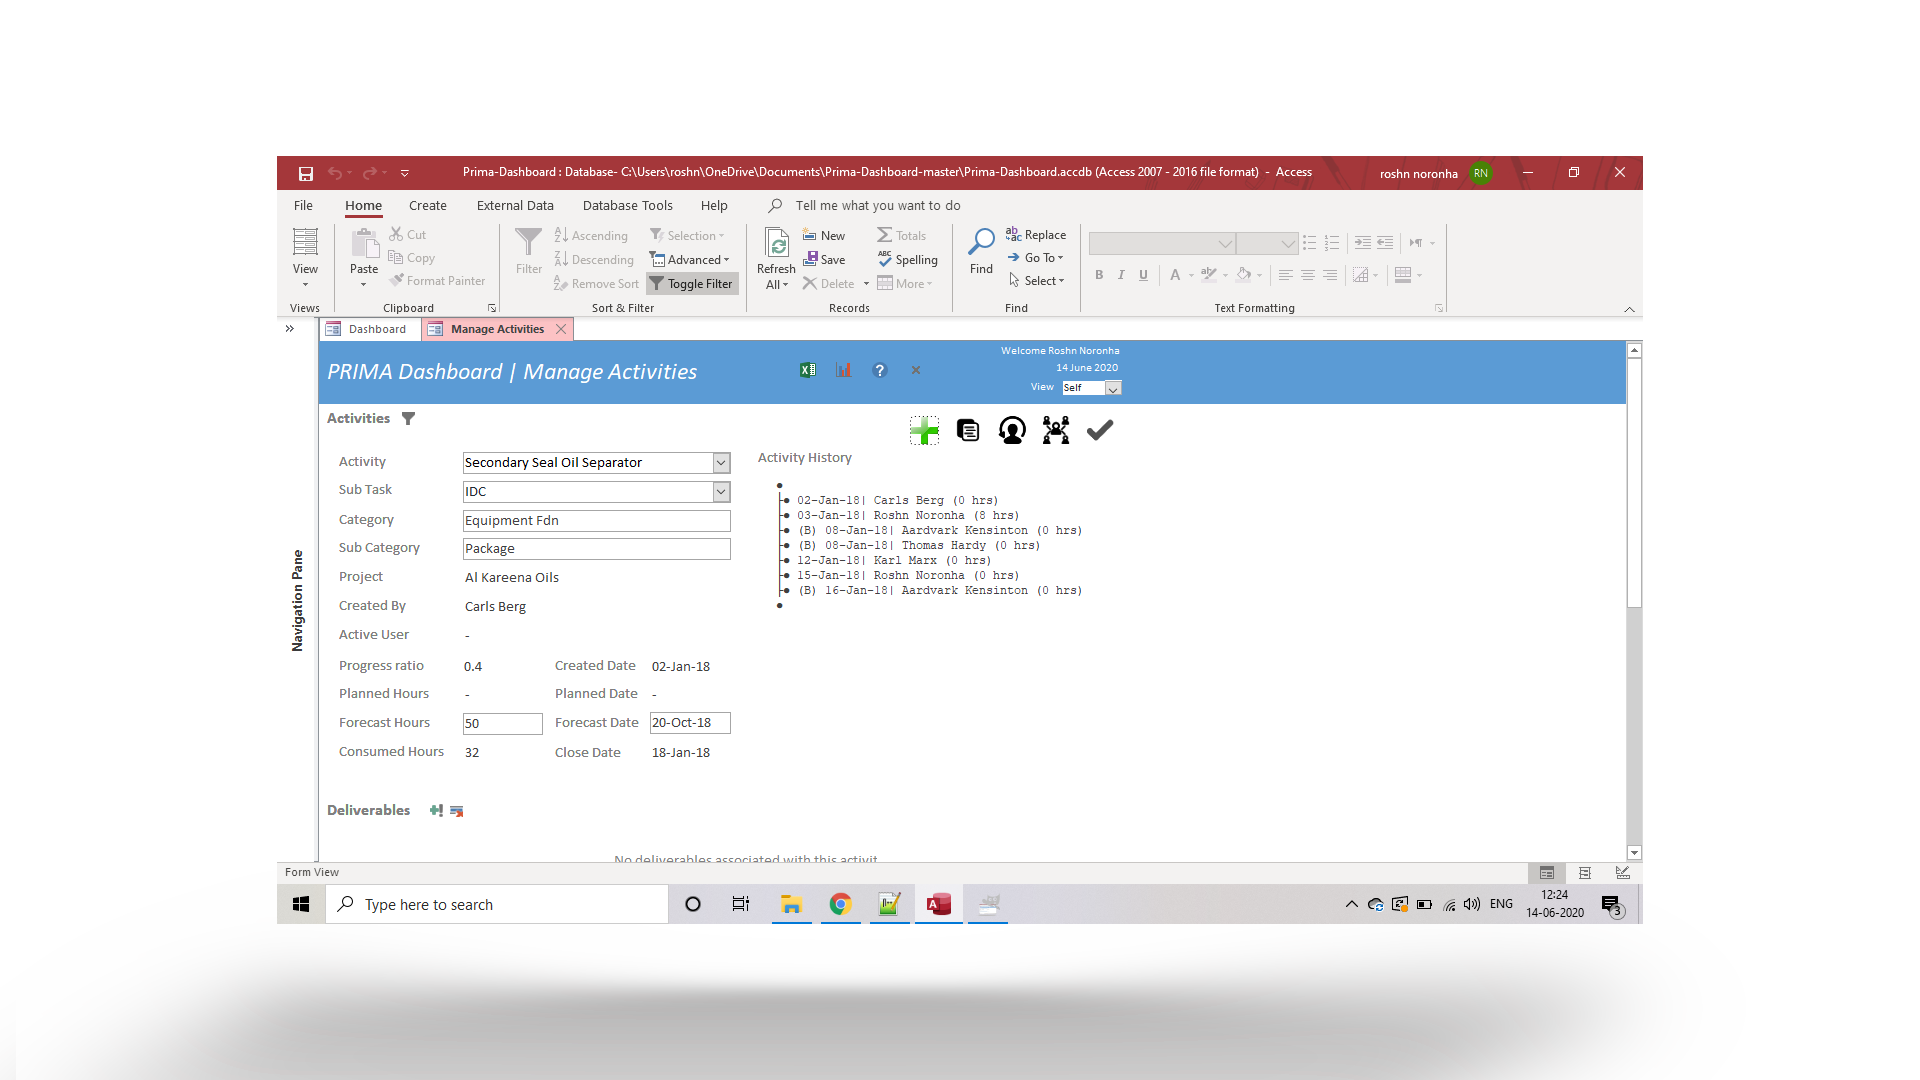 Prima-Dashboard : Database- C:\Users\roshn\OneDrive\Documents\Prima-Dashboard-master\Prima-Dashboard.accdb (Access 2007 - 2016 file format) - Access
roshn noronha RN
File Home Create External Data Database Tools Help Tell me what you want to do
View
Views
Paste
Cut
Copy
Format Painter
Clipboard
Filter
Ascending
Descending
Remove Sort
Selection
Advanced
Toggle Filter
Sort & Filter
Refresh
All
New
Save
Delete
Totals
Spelling
More
Records
Find
Replace
Go To
Select
Find
B I U A
Text Formatting
Dashboard
Manage Activities
Navigation Pane
PRIMA Dashboard | Manage Activities
Welcome Roshn Noronha
14 June 2020
View Self
Activities
Activity Secondary Seal Oil Separator
Sub Task IDC
Category Equipment Fdn
Sub Category Package
Project Al Kareena Oils
Created By Carls Berg
Active User -
Progress ratio 0.4 Created Date 02-Jan-18
Planned Hours - Planned Date -
Forecast Hours 50 Forecast Date 20-Oct-18
Consumed Hours 32 Close Date 18-Jan-18
Activity History
02-Jan-18| Carls Berg (0 hrs)
03-Jan-18| Roshn Noronha (8 hrs)
(B) 08-Jan-18| Aardvark Kensinton (0 hrs)
(B) 08-Jan-18| Thomas Hardy (0 hrs)
12-Jan-18| Karl Marx (0 hrs)
15-Jan-18| Roshn Noronha (0 hrs)
(B) 16-Jan-18| Aardvark Kensinton (0 hrs)
Deliverables
No deliverables associated with this activit
Form View
Type here to search
ENG
12:24
14-06-2020
3